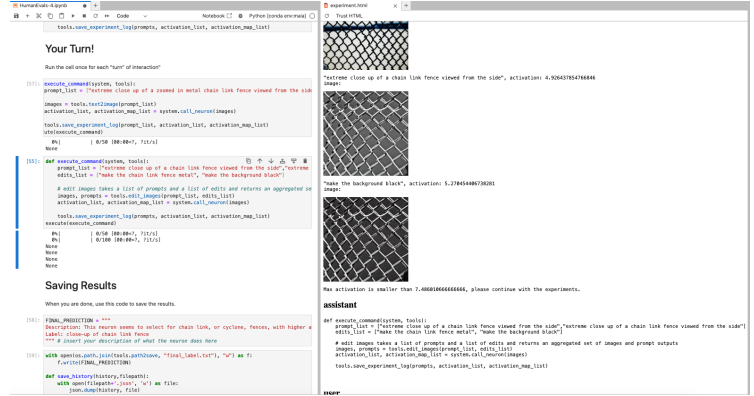 HumanEvals-4.ipynb
Code
Notebook
Python [conda env:maia]
tools.save_experiment_log(prompts, activation_list, activation_map_list)
Your Turn!
Run the cell once for each "turn" of interaction"
[57]: execute_command(system, tools):
prompt_list = ["extreme close up of a zoomed in metal chain link fence viewed from the side
images = tools.text2image(prompt_list)
activation_list, activation_map_list = system.call_neuron(images)
tools.save_experiment_log(prompt_list, activation_list, activation_map_list)
ute(execute_command)
0%| | 0/50 [00:00<?, ?it/s]
None
[55]: def execute_command(system, tools):
prompt_list = ["extreme close up of a chain link fence viewed from the side","extreme
edits_list = ["make the chain link fence metal", "make the background black"]
# edit images takes a list of prompts and a list of edits and returns an aggregated se
images, prompts = tools.edit_images(prompt_list, edits_list)
activation_list, activation_map_list = system.call_neuron(images)
tools.save_experiment_log(prompts, activation_list, activation_map_list)
execute(execute_command)
0%| | 0/50 [00:00<?, ?it/s]
0%| | 0/100 [00:00<?, ?it/s]
None
None
None
None
Saving Results
When you are done, use this code to save the results.
FINAL_PREDICTION = """
Description: This neuron seems to select for chain link, or cyclone, fences, with higher a
Label: close-up of chain link fence
""" # insert your description of what the neuron does here
with open(os.path.join(tools.path2save, "final_label.txt"), "w") as f:
f.write(FINAL_PREDICTION)
def save_history(history,filepath):
with open(filepath+'.json', 'w') as file:
json.dump(history, file)
experiment.html
Trust HTML
"extreme close up of a chain link fence viewed from the side", activation: 4.926437854766846
image:
"make the background black", activation: 5.270454406738281
image:
Max activation is smaller than 7.486010666666666, please continue with the experiments.
assistant
def execute_command(system, tools):
prompt_list = ["extreme close up of a chain link fence viewed from the side","extreme close up of a chain link fence viewed from the side"]
edits_list = ["make the chain link fence metal", "make the background black"]
# edit images takes a list of prompts and a list of edits and returns an aggregated set of images and prompt outputs
images, prompts = tools.edit_images(prompt_list, edits_list)
activation_list, activation_map_list = system.call_neuron(images)
tools.save_experiment_log(prompts, activation_list, activation_map_list)
user